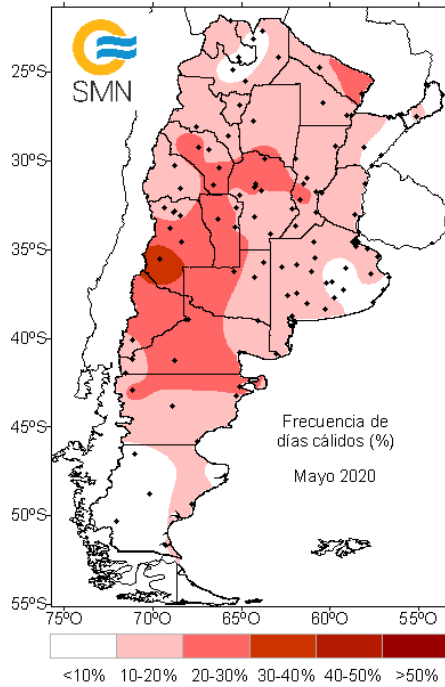 SMN
25ºS
30ºS
35ºS
40ºS
45ºS
50ºS
55ºS
Frecuencia de
días cálidos (%)
Mayo 2020
75ºO 70ºO 65ºO 60ºO 55ºO
<10% 10-20% 20-30% 30-40% 40-50% >50%